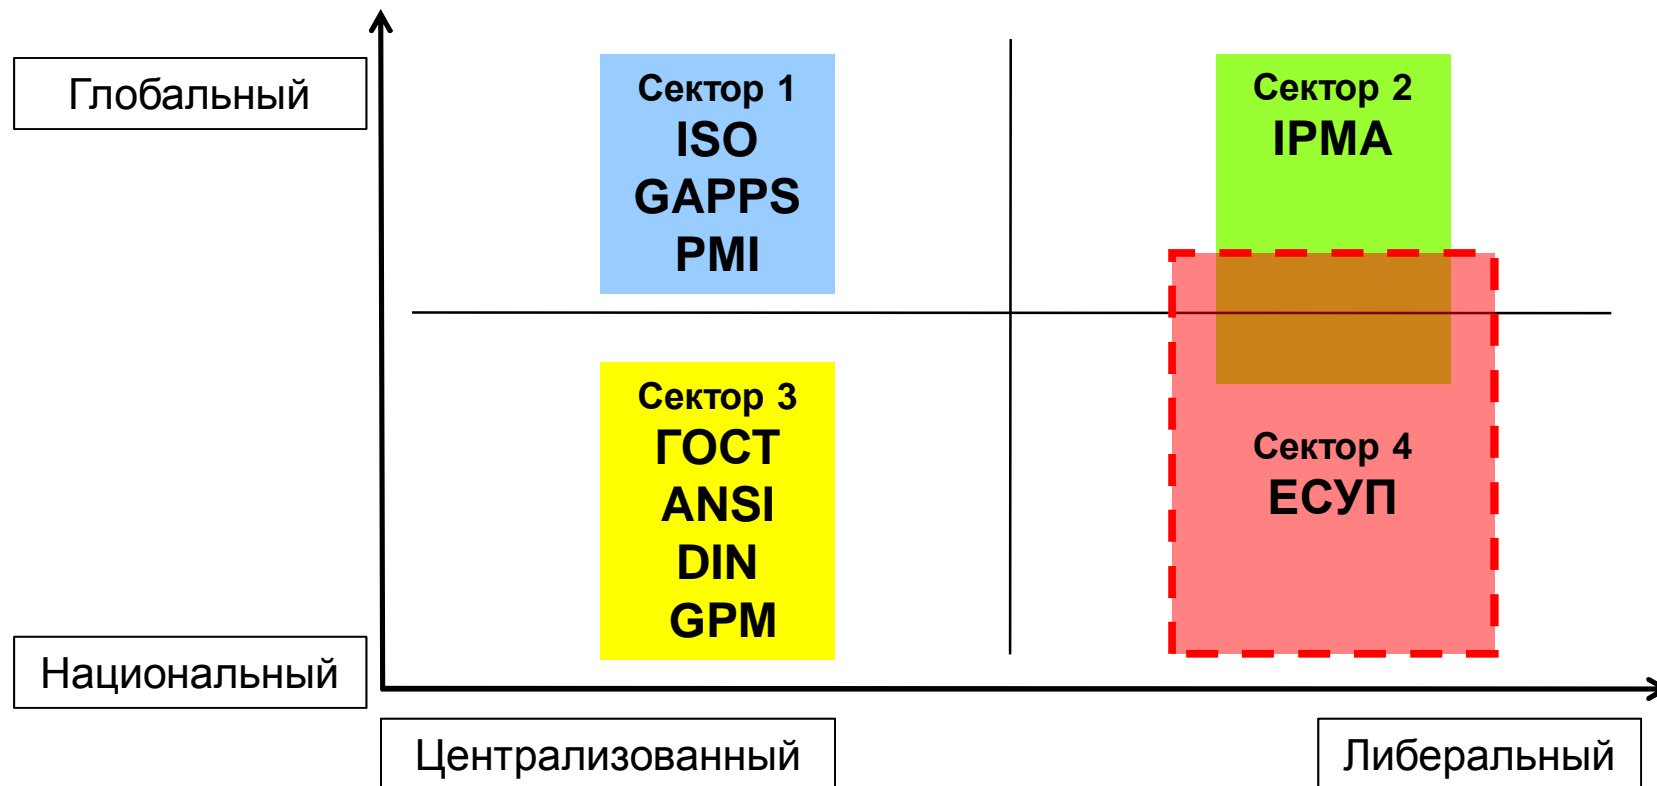 Глобальный
Сектор 1
ISO
GAPPS
PMI
Сектор 2
IPMA
Сектор 3
ГОСТ
ANSI
DIN
GPM
Сектор 4
ЕСУП
Национальный
Централизованный
Либеральный